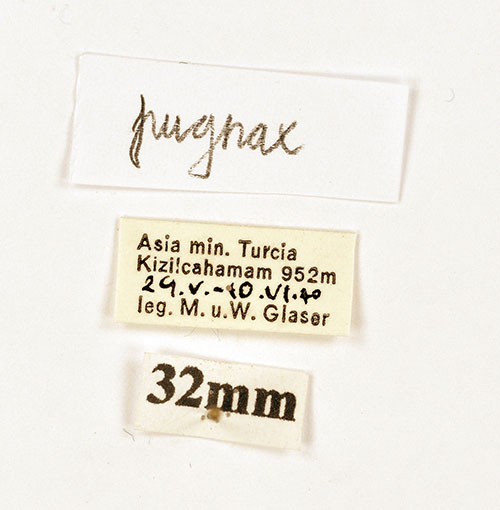 pugnax
Asia min. Turcia
Kizilcahamam 952m
29.V.-10.VI.70
leg. M.u.W. Glaser
32mm